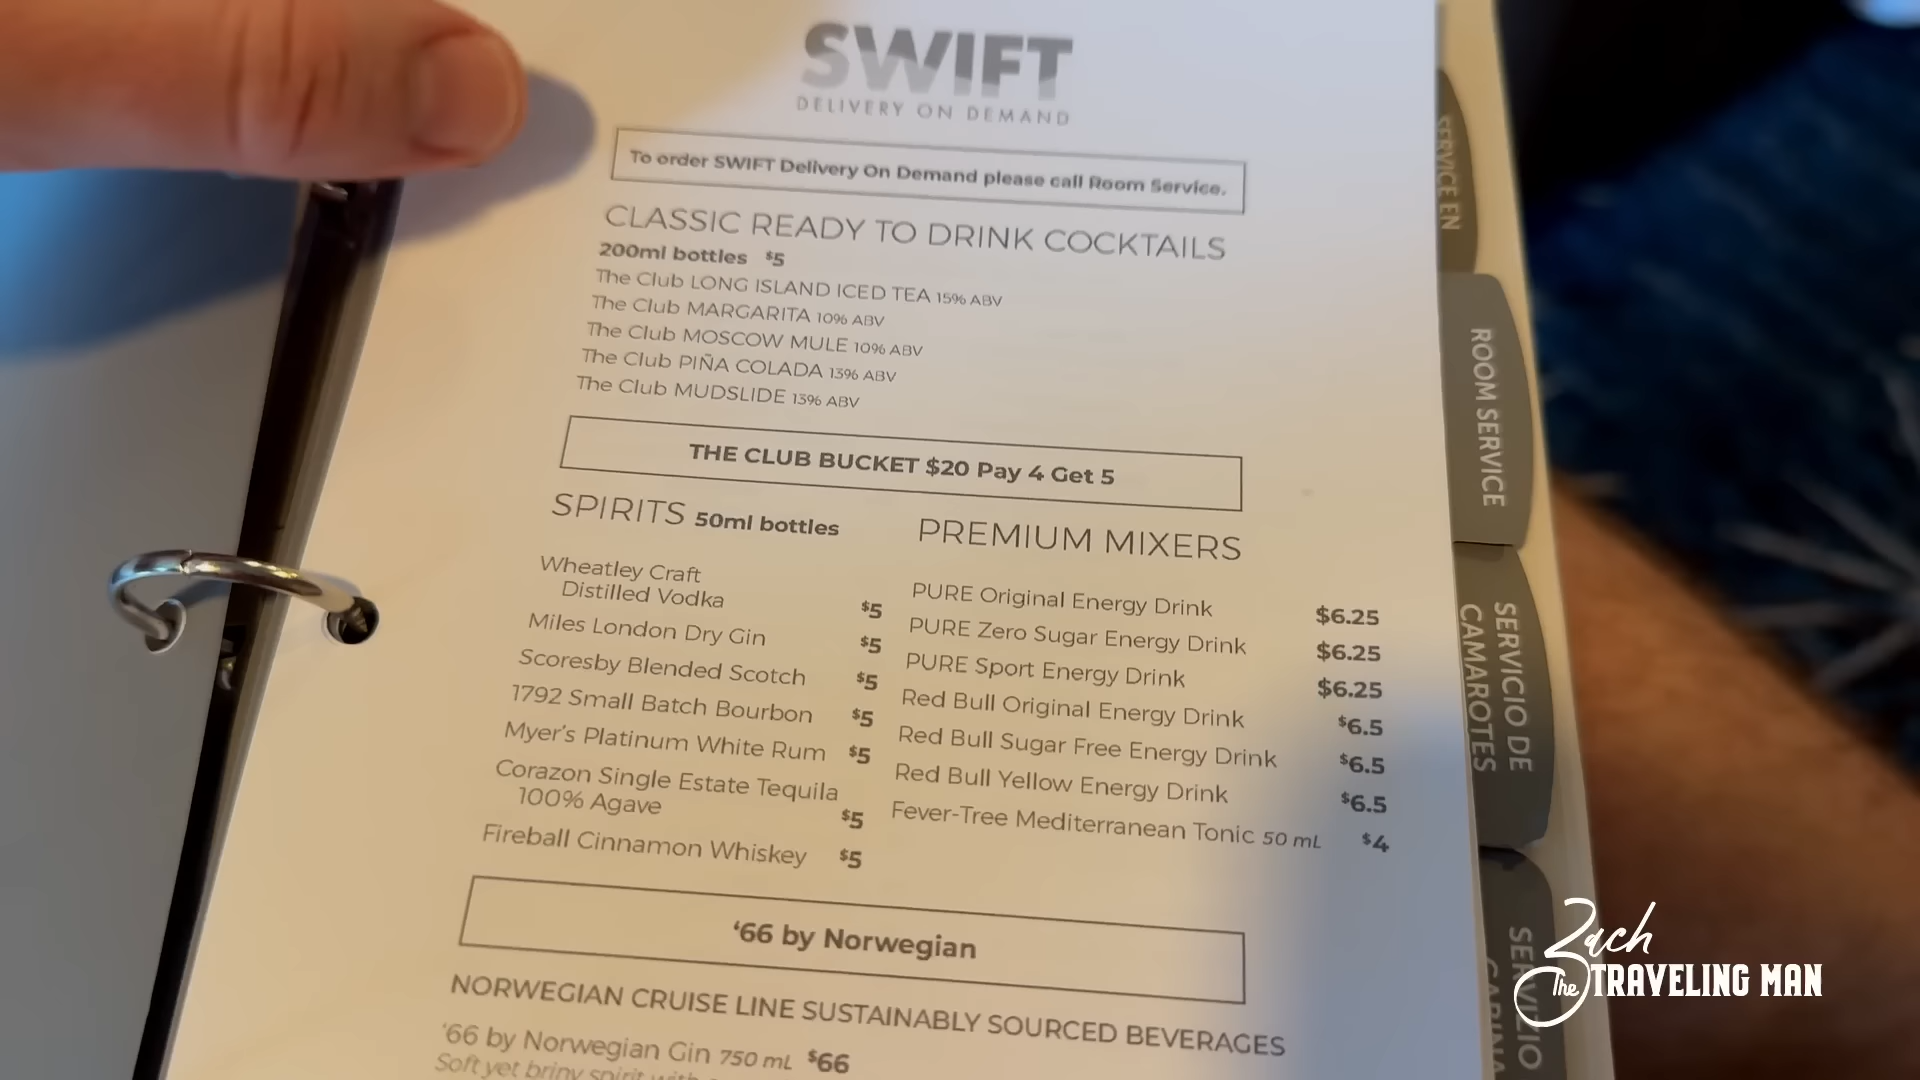 SWIFT
DELIVERY ON DEMAND
To order SWIFT Delivery On Demand please call Room Service.
CLASSIC READY TO DRINK COCKTAILS
200ml bottles $5
The Club LONG ISLAND ICED TEA 15% ABV
The Club MARGARITA 10% ABV
The Club MOSCOW MULE 10% ABV
The Club PIÑA COLADA 13% ABV
The Club MUDSLIDE 13% ABV
THE CLUB BUCKET $20 Pay 4 Get 5
SPIRITS 50ml bottles
Wheatley Craft
Distilled Vodka $5
Miles London Dry Gin $5
Scoresby Blended Scotch $5
1792 Small Batch Bourbon $5
Myer's Platinum White Rum $5
Corazon Single Estate Tequila
100% Agave $5
Fireball Cinnamon Whiskey $5
PREMIUM MIXERS
PURE Original Energy Drink $6.25
PURE Zero Sugar Energy Drink $6.25
PURE Sport Energy Drink $6.25
Red Bull Original Energy Drink $6.5
Red Bull Sugar Free Energy Drink $6.5
Red Bull Yellow Energy Drink $6.5
Fever-Tree Mediterranean Tonic 50 mL $4
‘66 by Norwegian
NORWEGIAN CRUISE LINE SUSTAINABLY SOURCED BEVERAGES
‘66 by Norwegian Gin 750 mL $66
Soft yet briny spirit with
SERVICE EN
ROOM SERVICE
SERVICIO DE
CAMAROTES
SERVIZIO
Zach
The TRAVELING MAN